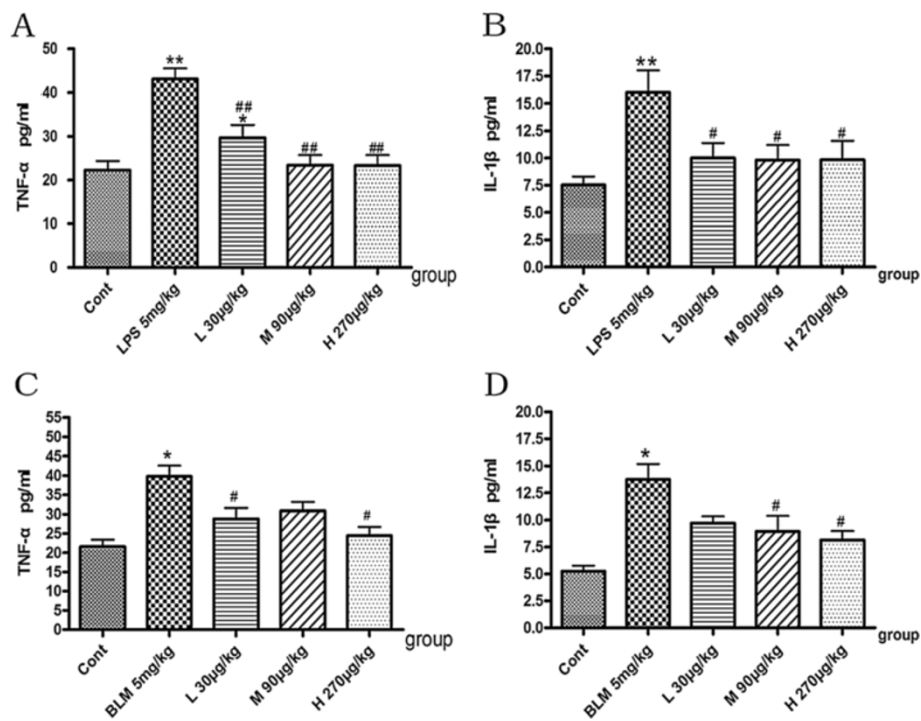 A
TNF-α pg/ml
50
40
30
20
10
0
**
##
*
##
##
Cont
LPS 5mg/kg
L 30µg/kg
M 90µg/kg
H 270µg/kg
group
B
IL-1β pg/ml
20.0
17.5
15.0
12.5
10.0
7.5
5.0
2.5
0.0
**
#
#
#
Cont
LPS 5mg/kg
L 30µg/kg
M 90µg/kg
H 270µg/kg
group
C
TNF-α pg/ml
55
50
45
40
35
30
25
20
15
10
5
0
*
#
#
Cont
BLM 5mg/kg
L 30µg/kg
M 90µg/kg
H 270µg/kg
group
D
IL-1β pg/ml
20.0
17.5
15.0
12.5
10.0
7.5
5.0
2.5
0.0
*
#
#
Cont
BLM 5mg/kg
L 30µg/kg
M 90µg/kg
H 270µg/kg
group